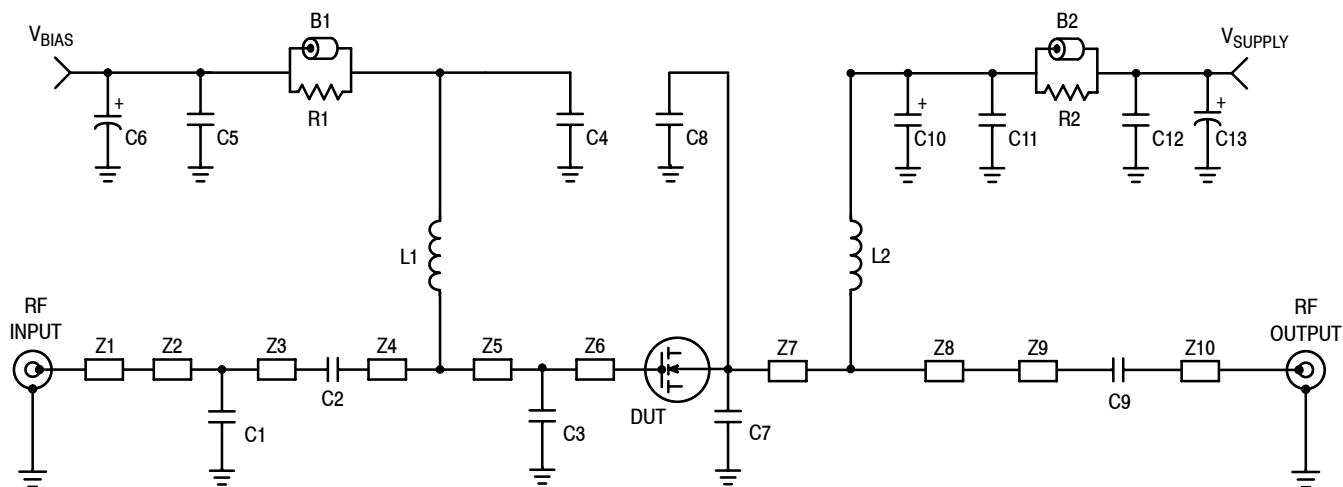 B1
B2
VBIAS
VSUPPLY
+
R1
C6
C5
C4
C8
+
C10
C11
R2
C12
+
C13
L1
L2
RF
INPUT
RF
OUTPUT
Z1
Z2
Z3
Z4
Z5
Z6
Z7
Z8
Z9
Z10
C2
C9
DUT
C1
C3
C7